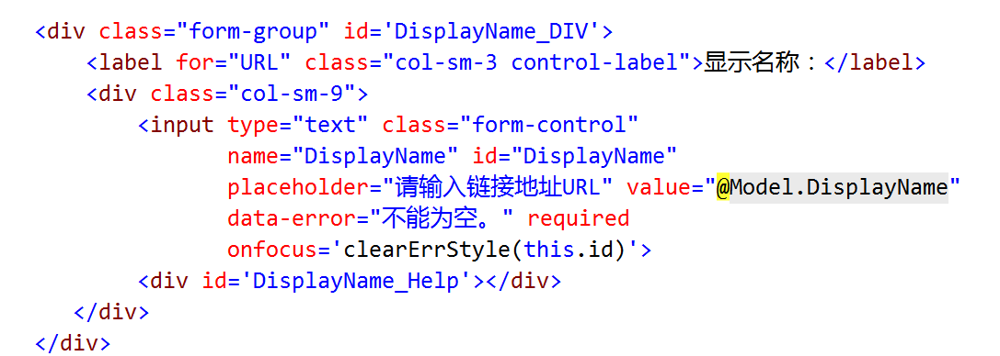 <div class="form-group" id='DisplayName_DIV'>
<label for="URL" class="col-sm-3 control-label">显示名称：</label>
<div class="col-sm-9">
<input type="text" class="form-control"
name="DisplayName" id="DisplayName"
placeholder="请输入链接地址URL" value="@Model.DisplayName"
data-error="不能为空。" required
onfocus='clearErrStyle(this.id)'>
<div id='DisplayName_Help'></div>
</div>
</div>